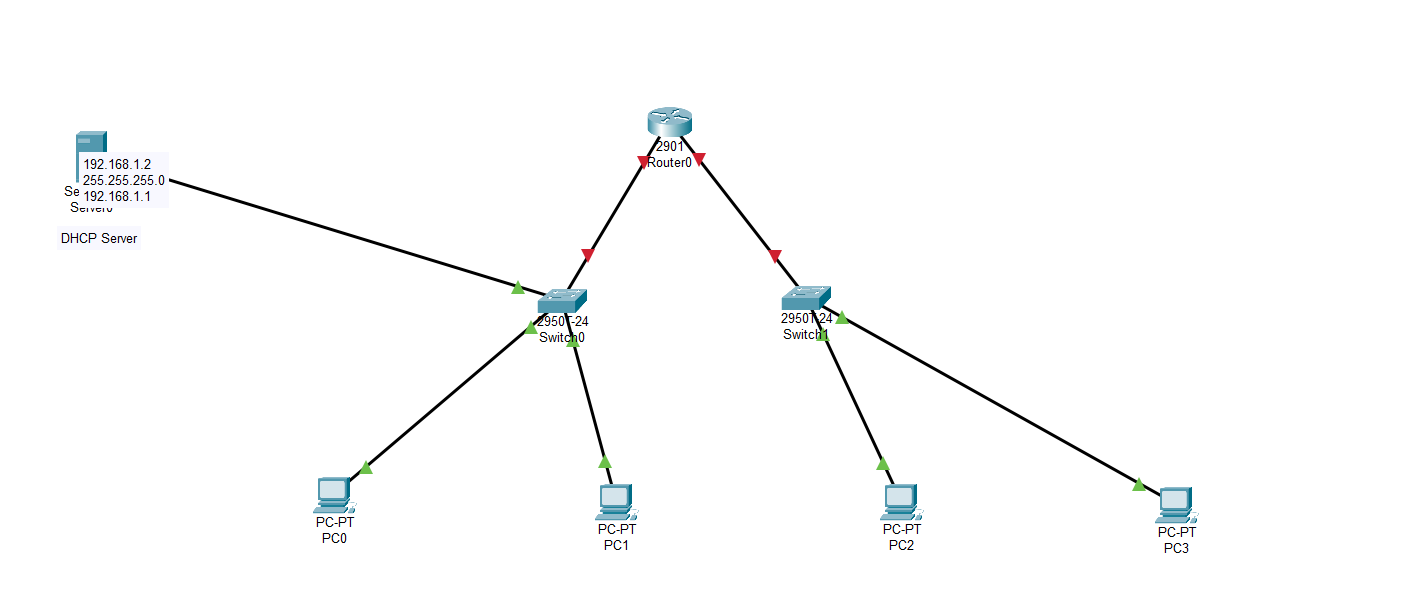 2901
Router0
192.168.1.2
255.255.255.0
192.168.1.1
DHCP Server
2950T-24
Switch0
2950T-24
Switch1
PC-PT
PC0
PC-PT
PC1
PC-PT
PC2
PC-PT
PC3